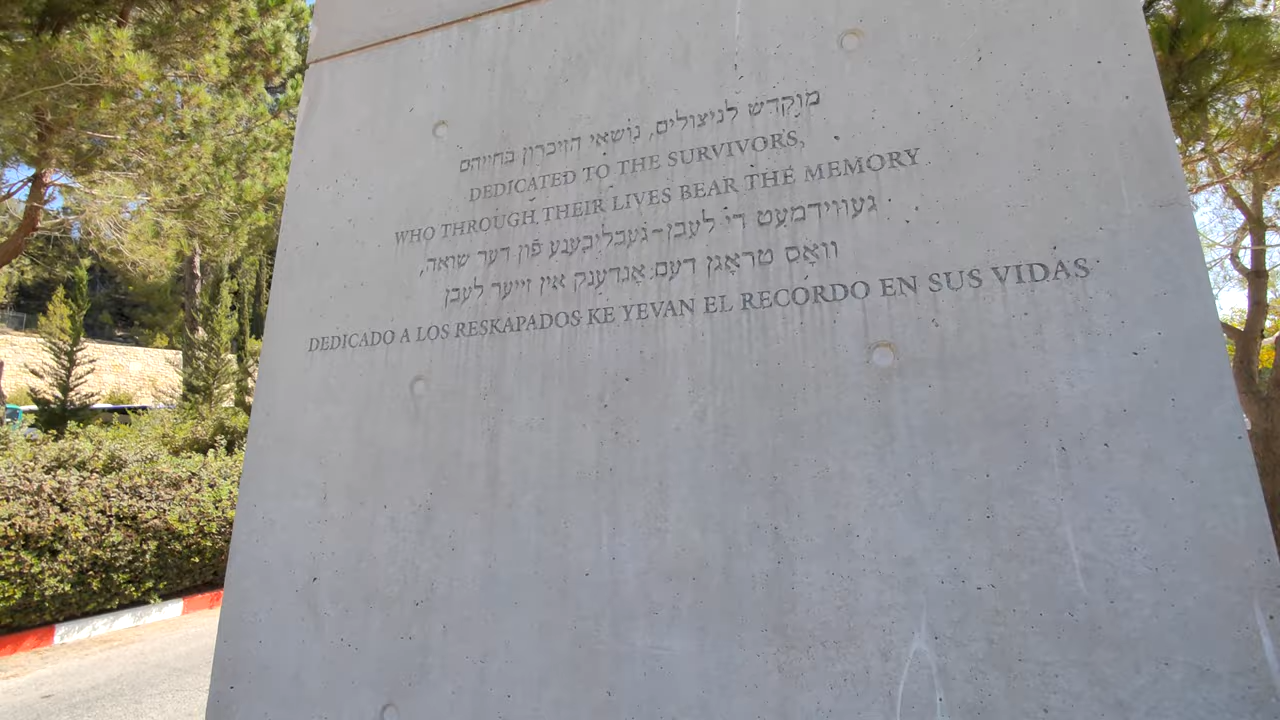 מוקדש לניצולים, נושאי הזיכרון בחייהם
DEDICATED TO THE SURVIVORS,
WHO THROUGH THEIR LIVES BEAR THE MEMORY
געווידמעט די לעבן-געבליבענע פֿון דער שואה,
וואָס טראָגן דעם אָנדענק אין זייער לעבן
DEDICADO A LOS RESKAPADOS KE YEVAN EL RECORDO EN SUS VIDAS